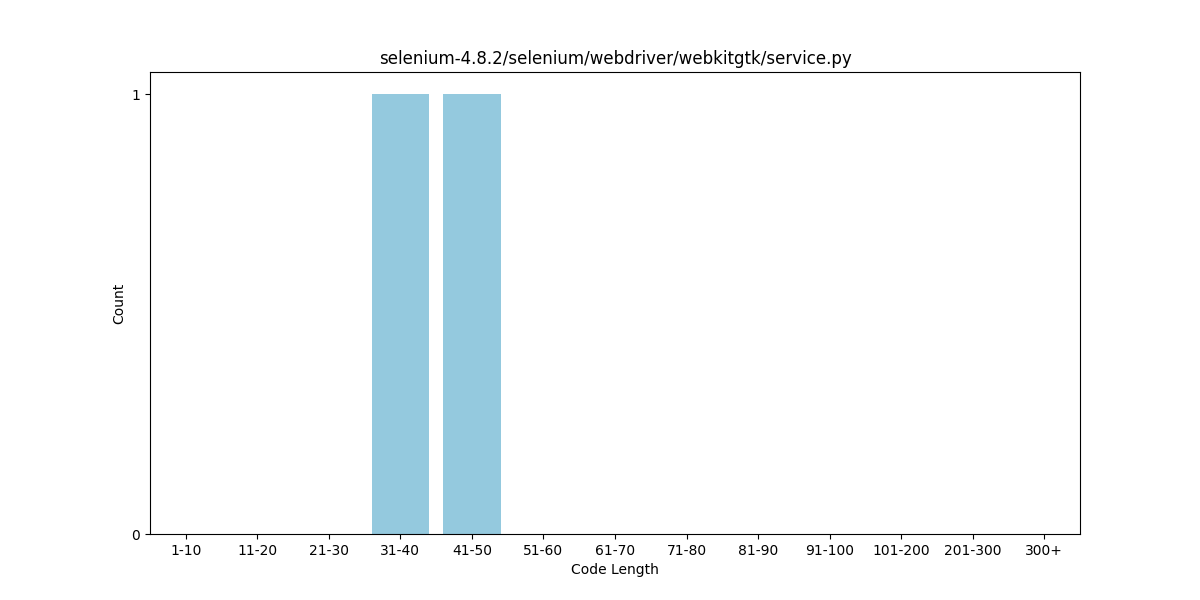 selenium-4.8.2/selenium/webdriver/webkitgtk/service.py
1
Count
0
1-10 11-20 21-30 31-40 41-50 51-60 61-70 71-80 81-90 91-100 101-200 201-300 300+
Code Length